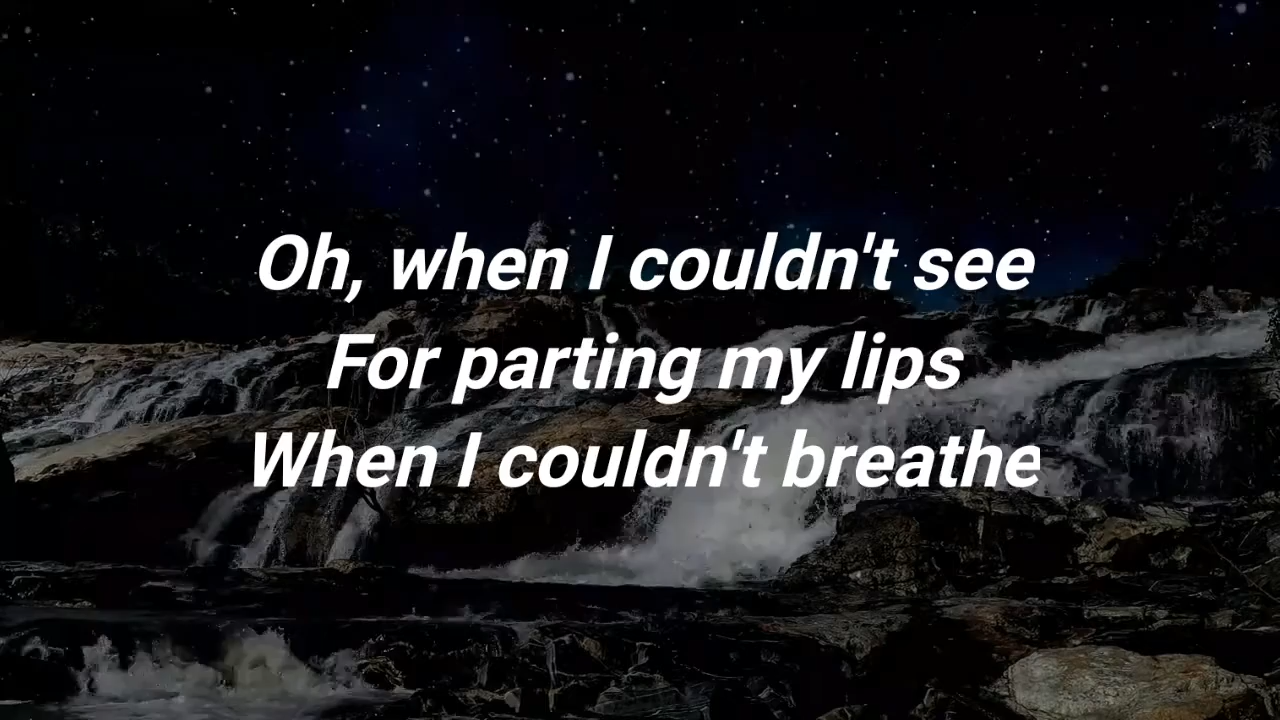 Oh, when I couldn't see
For parting my lips
When I couldn't breathe